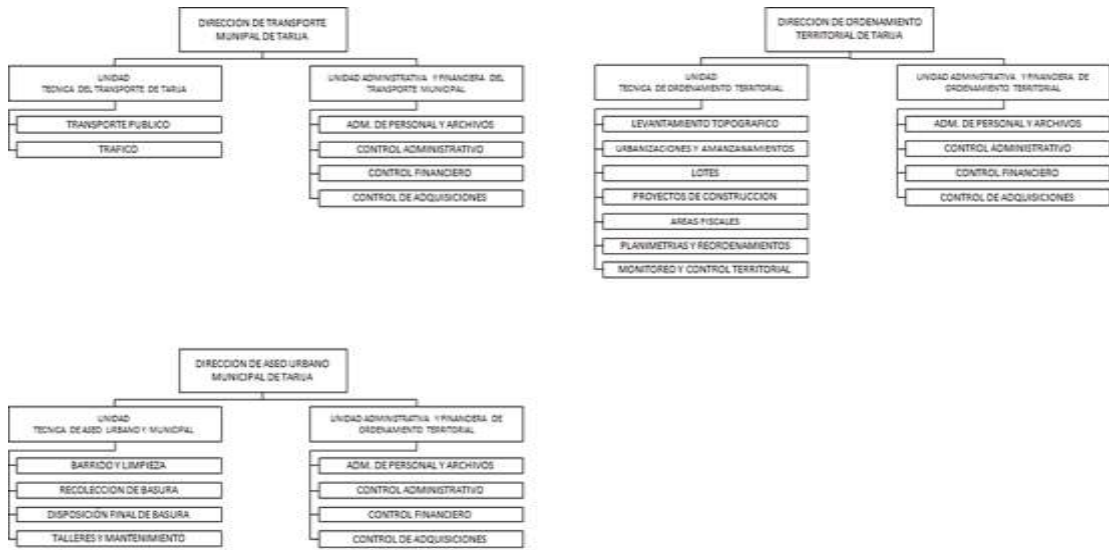 DIRECCION DE TRANSPORTE
MUNIPAL DE TARIJA
UNIDAD
TECNICA DEL TRANSPORTE DE TARIJA
TRANSPORTE PUBLICO
TRAFICO
UNIDAD ADMINISTRATIVA Y FINANCIERA DEL
TRANSPORTE MUNICIPAL
ADM. DE PERSONAL Y ARCHIVOS
CONTROL ADMINISTRATIVO
CONTROL FINANCIERO
CONTROL DE ADQUISICIONES
DIRECCION DE ORDENAMIENTO
TERRITORIAL DE TARIJA
UNIDAD
TECNICA DE ORDENAMIENTO TERRITORIAL
LEVANTAMIENTO TOPOGRAFICO
URBANIZACIONES Y AMANZANAMIENTOS
LOTES
PROYECTOS DE CONSTRUCCION
AREAS FISCALES
PLANIMETRIAS Y REORDENAMIENTOS
MONITOREO Y CONTROL TERRITORIAL
UNIDAD ADMINISTRATIVA Y FINANCIERA DE
ORDENAMIENTO TERRITORIAL
ADM. DE PERSONAL Y ARCHIVOS
CONTROL ADMINISTRATIVO
CONTROL FINANCIERO
CONTROL DE ADQUISICIONES
DIRECCION DE ASEO URBANO
MUNICIPAL DE TARIJA
UNIDAD
TECNICA DE ASEO URBANO Y MUNICIPAL
BARRIDO Y LIMPIEZA
RECOLECCION DE BASURA
DISPOSICIÓN FINAL DE BASURA
TALLERES Y MANTENIMIENTO
UNIDAD ADMINISTRATIVA Y FINANCIERA DE
ORDENAMIENTO TERRITORIAL
ADM. DE PERSONAL Y ARCHIVOS
CONTROL ADMINISTRATIVO
CONTROL FINANCIERO
CONTROL DE ADQUISICIONES